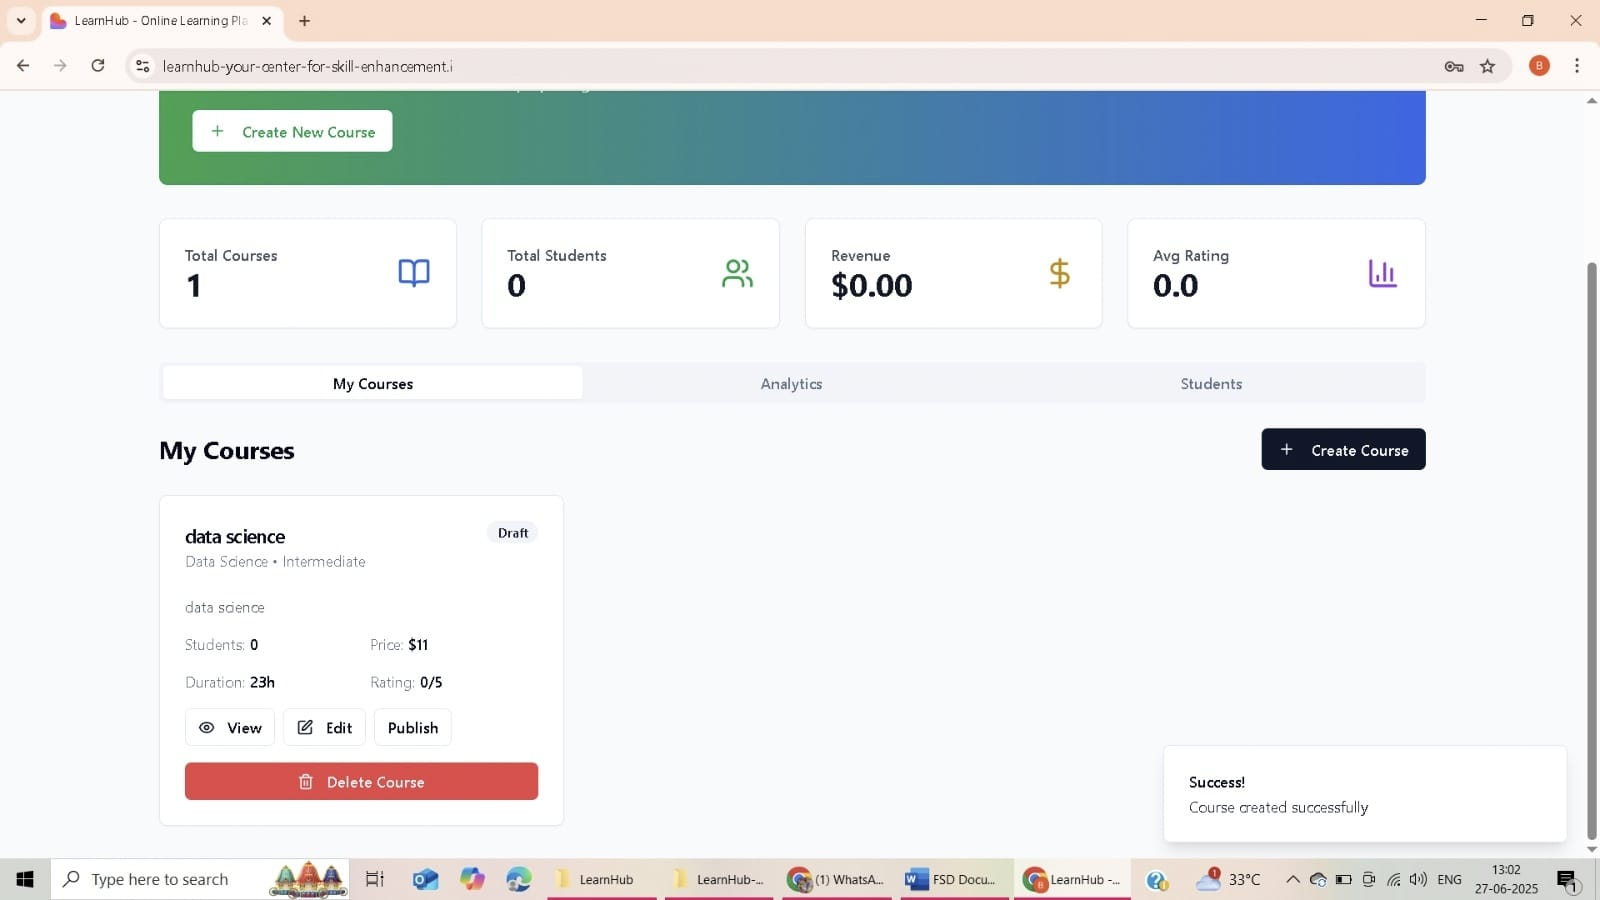 LearnHub - Online Learning Pla
learnhub-your-center-for-skill-enhancement.i
B
Create New Course
Total Courses
1
Total Students
0
Revenue
$0.00
Avg Rating
0.0
My Courses
Analytics
Students
My Courses
Create Course
data science
Draft
Data Science • Intermediate
data science
Students: 0
Price: $11
Duration: 23h
Rating: 0/5
View
Edit
Publish
Delete Course
Success!
Course created successfully
Type here to search
LearnHub
LearnHub-...
(1) WhatsA...
FSD Docu...
B
LearnHub -...
1
33°C
ENG
13:02
27-06-2025
1